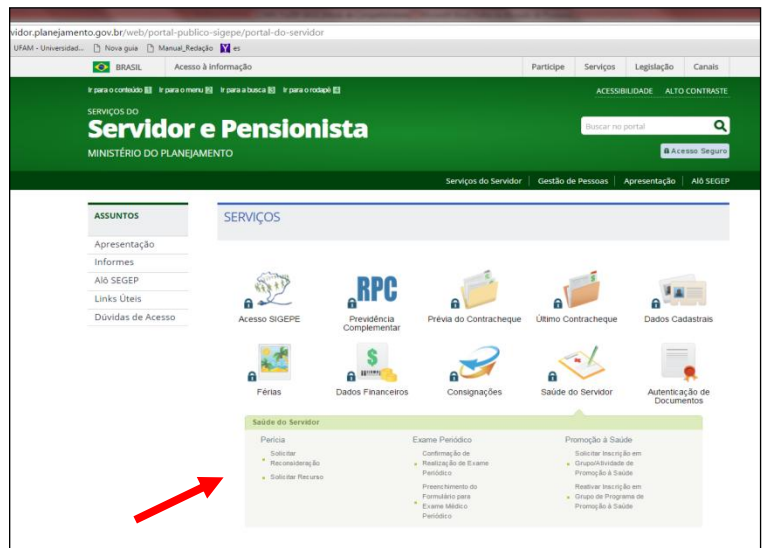 vidor.planejamento.gov.br/web/portal-publico-sigepe/portal-do-servidor
UFAM - Universidad... Nova guia Manual_Redação es
BRASIL Acesso à informação Participe Serviços Legislação Canais
Ir para o conteúdo 1 Ir para o menu 2 Ir para a busca 3 Ir para o rodapé 4 ACESSIBILIDADE ALTO CONTRASTE
SERVIÇOS DO
Servidor e Pensionista
Buscar no portal
MINISTÉRIO DO PLANEJAMENTO
Acesso Seguro
Serviços do Servidor Gestão de Pessoas Apresentação Alô SEGEP
ASSUNTOS
Apresentação
Informes
Alô SEGEP
Links Úteis
Dúvidas de Acesso
SERVIÇOS
RPC
Acesso SIGEPE
Previdência
Complementar
Prévia do Contracheque
Último Contracheque
Dados Cadastrais
$
Férias
Dados Financeiros
Consignações
Saúde do Servidor
Autenticação de
Documentos
Saúde do Servidor
Perícia
Solicitar
Reconsideração
Solicitar Recurso
Exame Periódico
Confirmação de
Realização de Exame
Periódico
Preenchimento do
Formulário para
Exame Médico
Periódico
Promoção à Saúde
Solicitar Inscrição em
Grupo/Atividade de
Promoção à Saúde
Reativar Inscrição em
Grupo de Programa de
Promoção à Saúde